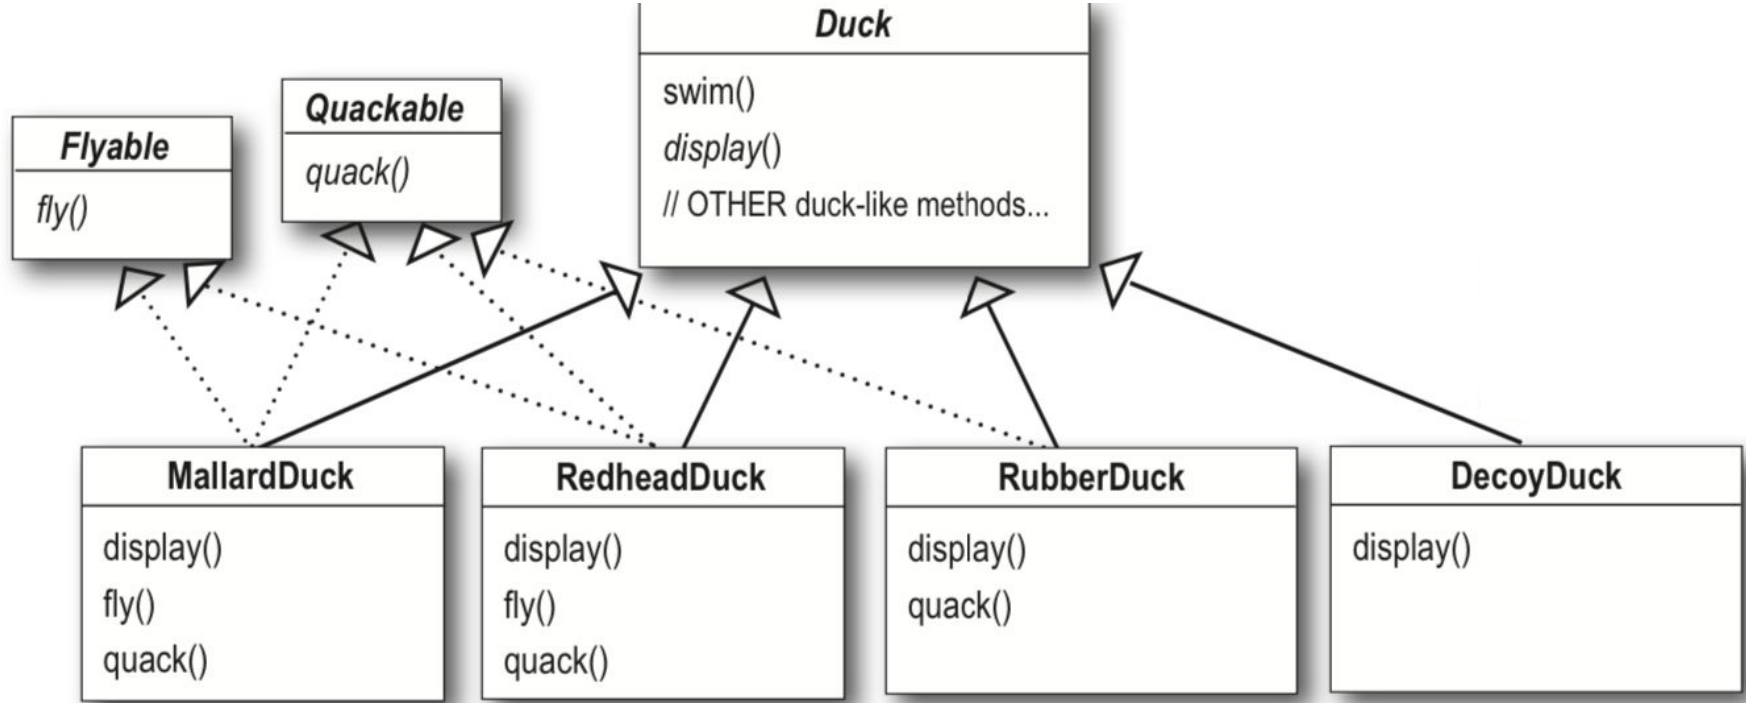 Duck
swim()
display()
// OTHER duck-like methods...
Quackable
quack()
Flyable
fly()
MallardDuck
display()
fly()
quack()
RedheadDuck
display()
fly()
quack()
RubberDuck
display()
quack()
DecoyDuck
display()